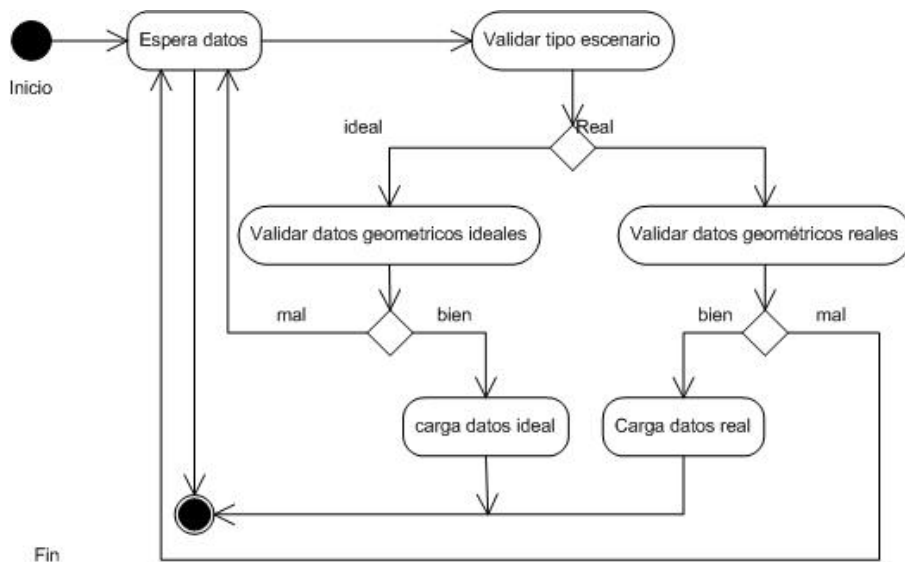 Espera datos
Validar tipo escenario
Inicio
ideal
Real
Validar datos geometricos ideales
Validar datos geométricos reales
mal
bien
bien
mal
carga datos ideal
Carga datos real
Fin